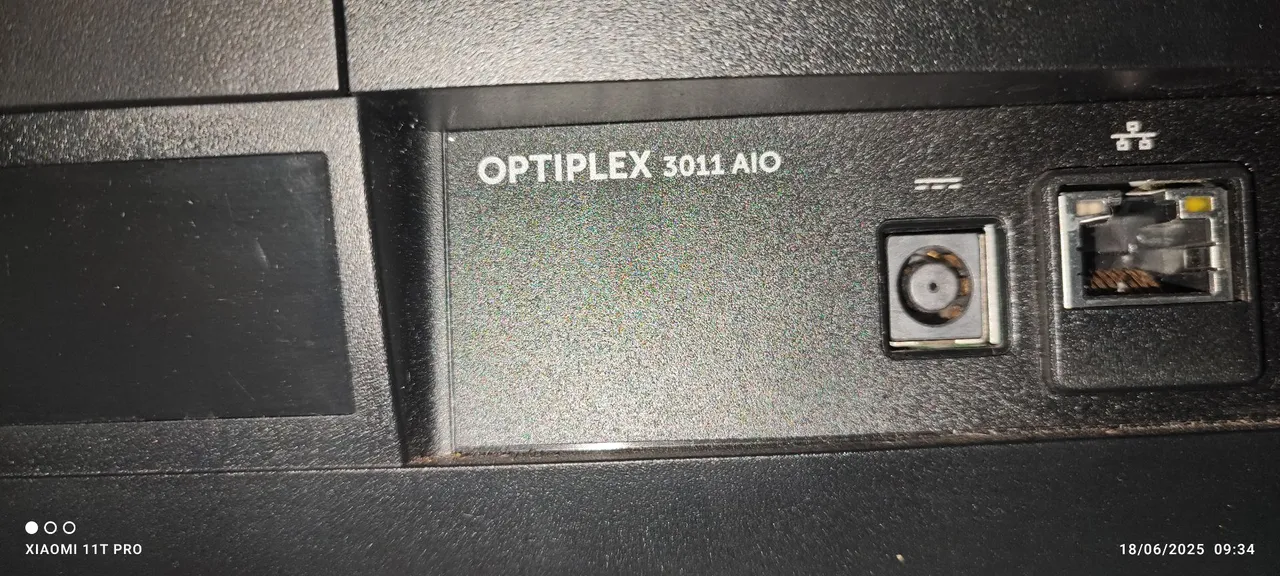 OPTIPLEX 3011 AIO
XIAOMI 11T PRO
18/06/2025 09:34